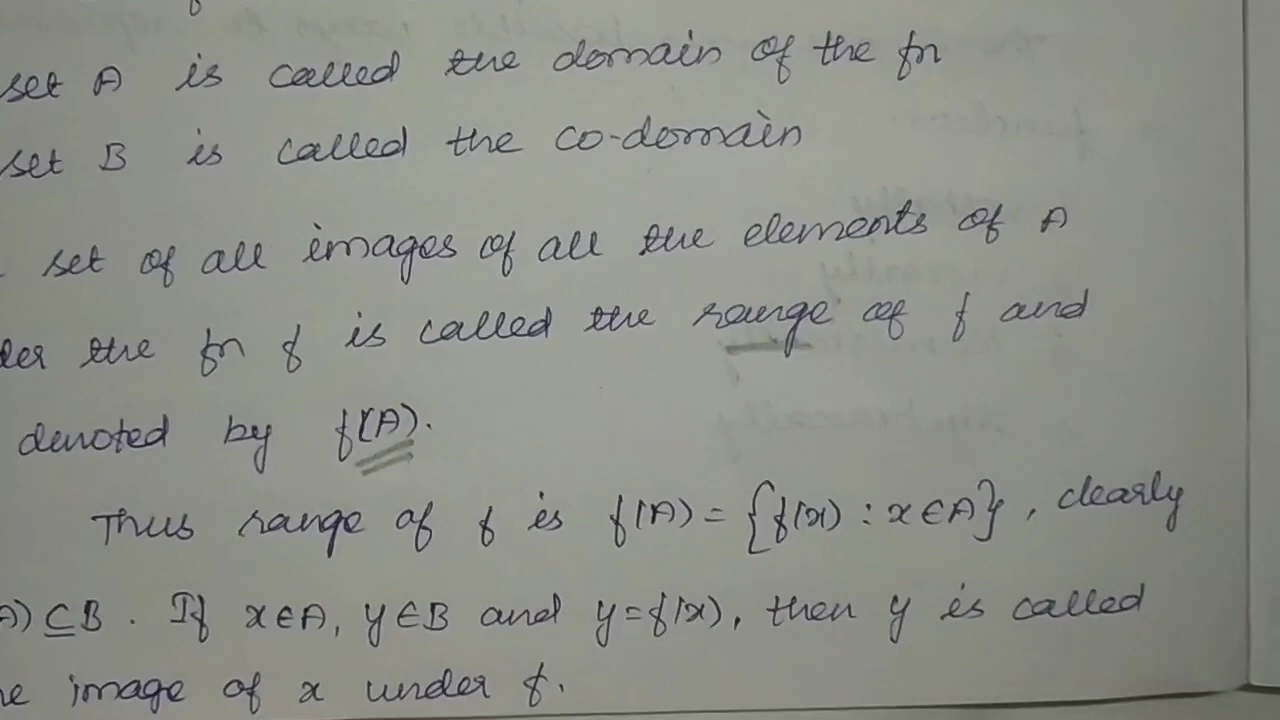 set A is called the domain of the fn
set B is called the co-domain
set of all images of all the elements of A
der the fn f is called the range of f and
denoted by f(A).
Thus range of f is f(A) = {f(x) : x ∈ A}, clearly
A) ⊆ B. If x ∈ A, y ∈ B and y = f(x), then y is called
he image of x under f.